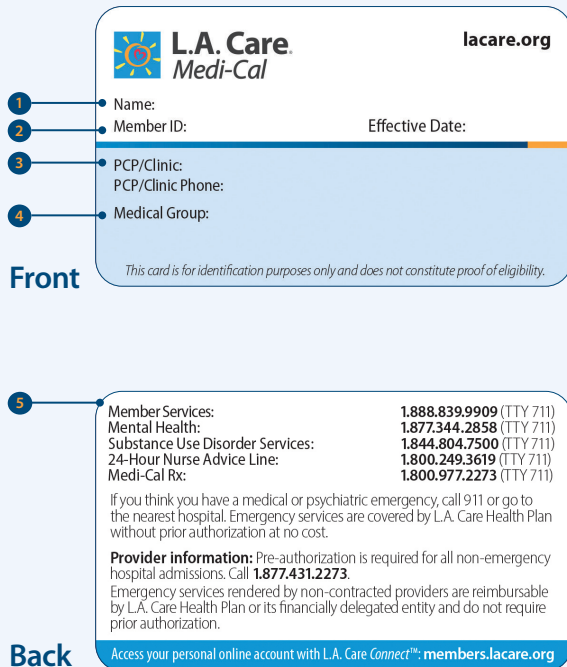 L.A. Care®
Medi-Cal
lacare.org
1
Name:
2
Member ID: Effective Date:
3
PCP/Clinic:
PCP/Clinic Phone:
4
Medical Group:
This card is for identification purposes only and does not constitute proof of eligibility.
Front
5
Member Services: 1.888.839.9909 (TTY 711)
Mental Health: 1.877.344.2858 (TTY 711)
Substance Use Disorder Services: 1.844.804.7500 (TTY 711)
24-Hour Nurse Advice Line: 1.800.249.3619 (TTY 711)
Medi-Cal Rx: 1.800.977.2273 (TTY 711)
If you think you have a medical or psychiatric emergency, call 911 or go to
the nearest hospital. Emergency services are covered by L.A. Care Health Plan
without prior authorization at no cost.
Provider information: Pre-authorization is required for all non-emergency
hospital admissions. Call 1.877.431.2273.
Emergency services rendered by non-contracted providers are reimbursable
by L.A. Care Health Plan or its financially delegated entity and do not require
prior authorization.
Back
Access your personal online account with L.A. Care Connect™: members.lacare.org